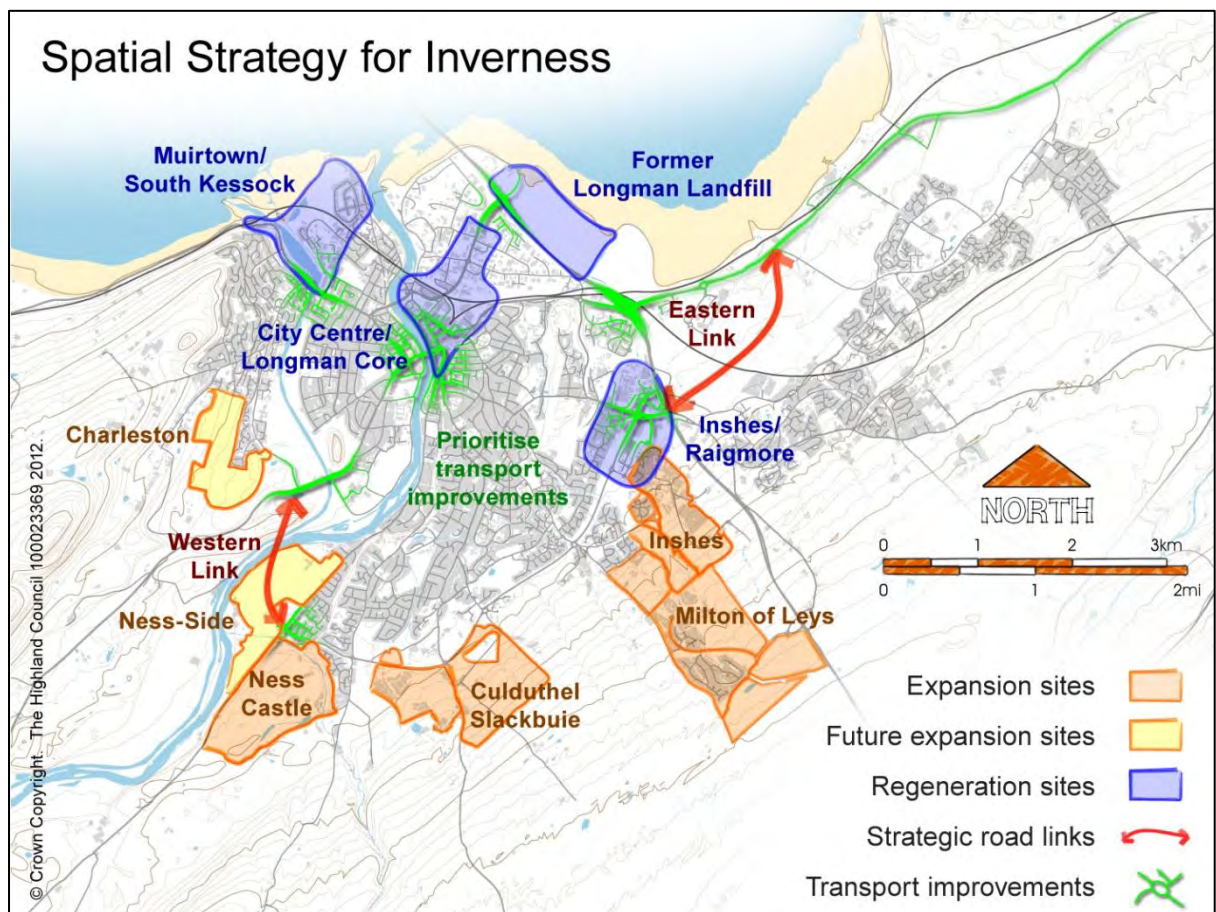 Spatial Strategy for Inverness
Muirtown/
South Kessock
Former
Longman Landfill
City Centre/
Longman Core
Eastern
Link
Charleston
Prioritise
transport
improvements
Inshes/
Raigmore
NORTH
Western
Link
Inshes
0 1 2 3km
0 1 2mi
Ness-Side
Milton of Leys
Ness
Castle
Culduthel
Slackbuie
Expansion sites
Future expansion sites
Regeneration sites
Strategic road links
Transport improvements
© Crown Copyright. The Highland Council 100023369 2012.